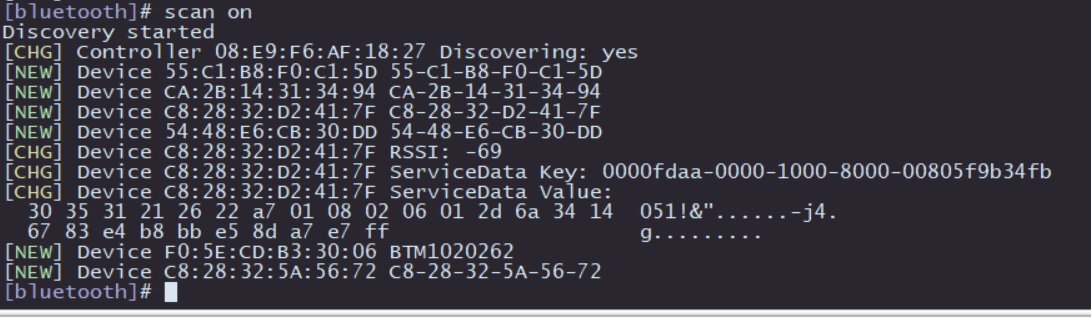 [bluetooth]# scan on
Discovery started
[CHG] Controller 08:E9:F6:AF:18:27 Discovering: yes
[NEW] Device 55:C1:B8:F0:C1:5D 55-C1-B8-F0-C1-5D
[NEW] Device CA:2B:14:31:34:94 CA-2B-14-31-34-94
[NEW] Device C8:28:32:D2:41:7F C8-28-32-D2-41-7F
[NEW] Device 54:48:E6:CB:30:DD 54-48-E6-CB-30-DD
[CHG] Device C8:28:32:D2:41:7F RSSI: -69
[CHG] Device C8:28:32:D2:41:7F ServiceData Key: 0000fdaa-0000-1000-8000-00805f9b34fb
[CHG] Device C8:28:32:D2:41:7F ServiceData Value:
  30 35 31 21 26 22 a7 01 08 02 06 01 2d 6a 34 14  051!&"......-j4.
  67 83 e4 b8 bb e5 8d a7 e7 ff                    g.........
[NEW] Device F0:5E:CD:B3:30:06 BTM1020262
[NEW] Device C8:28:32:5A:56:72 C8-28-32-5A-56-72
[bluetooth]#